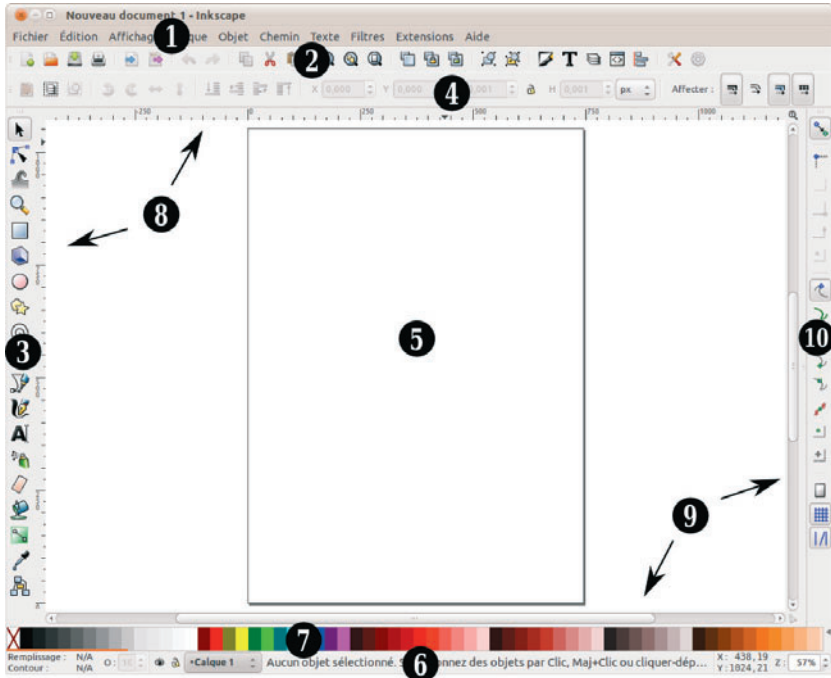 Nouveau document 1 - Inkscape
Fichier Édition Affichag 1 que Objet Chemin Texte Filtres Extensions Aide
2
X 0,000 Y 0,000 4 ,001 H 0,001 px Affecter :
-250 0 250 500 750 1000
8
5
3
10
9
7
Remplissage : N/A
Contour : N/A
O: •Calque 1 Aucun objet sélectionné. S 6 onnez des objets par Clic, Maj+Clic ou cliquer-dép...
X: 438,19
Y: 1024,21
Z: 57%